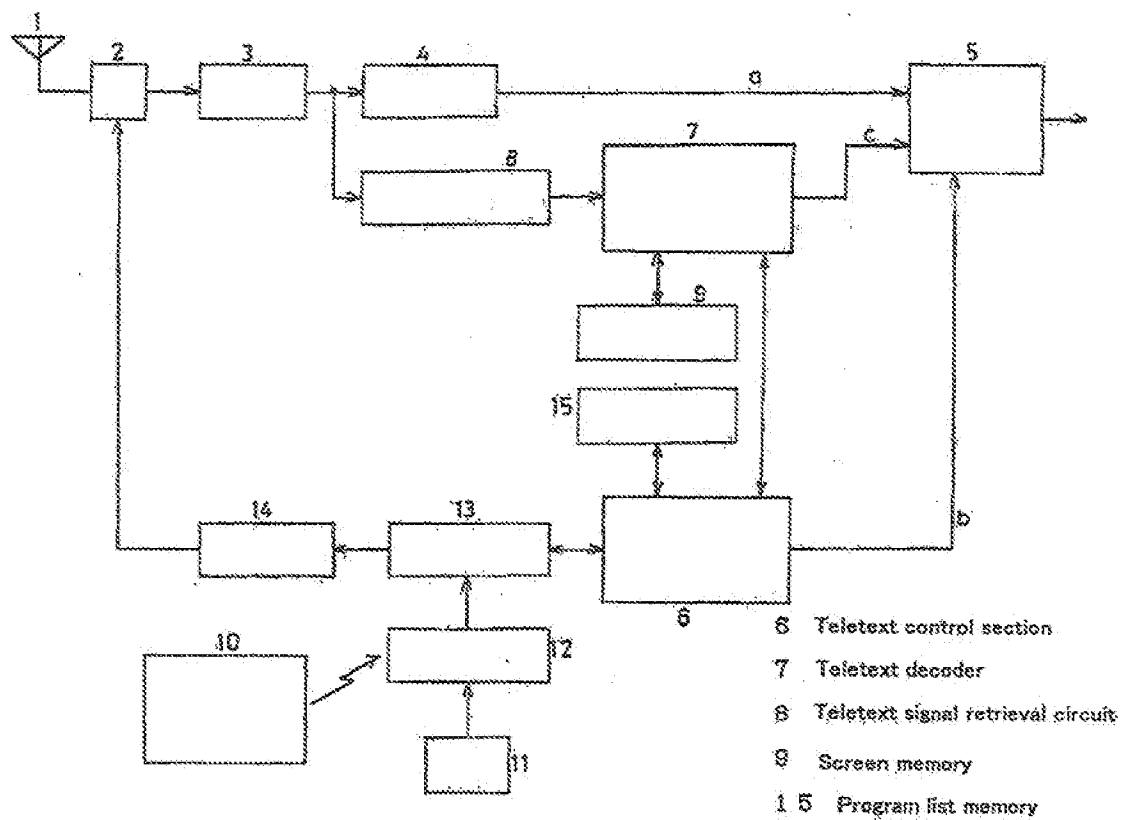 1
2
3
4
5
a
7
c
8
9
15
14
13
b
6
10
12
11
6 Teletext control section
7 Teletext decoder
8 Teletext signal retrieval circuit
9 Screen memory
1 5 Program list memory